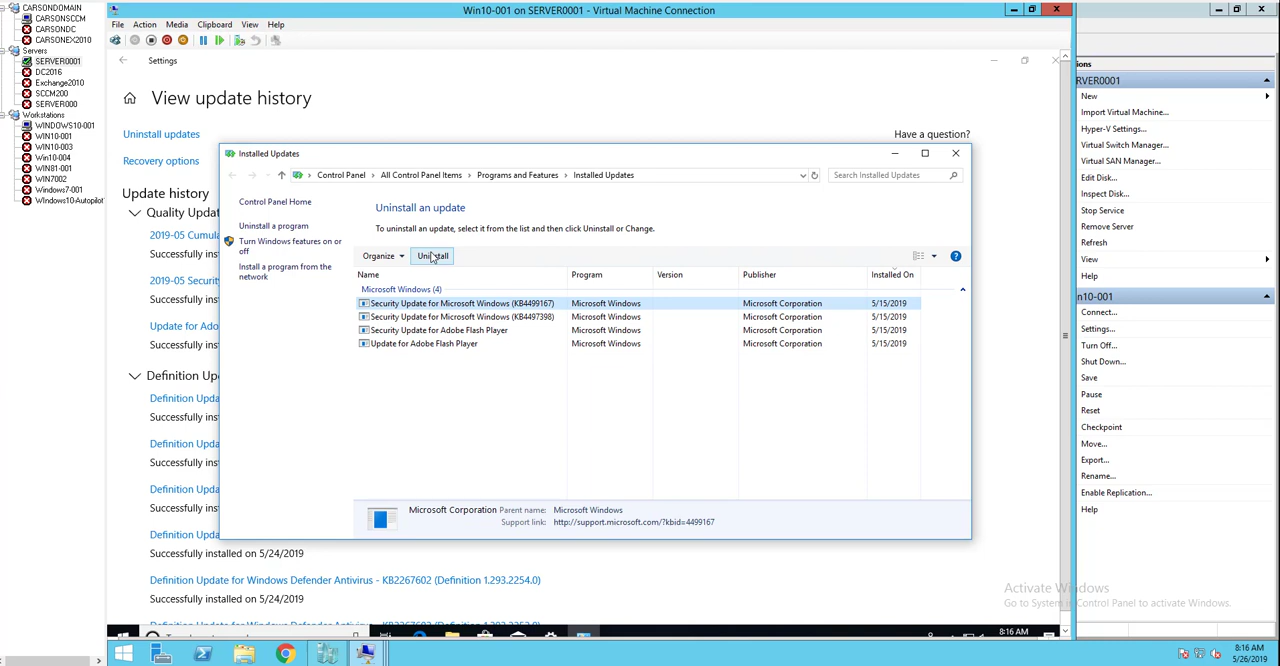 CARSONDOMAIN
CARSONSCCM
CARSONDC
CARSONEX2010
Servers
SERVER0001
DC2016
Exchange2010
SCCM200
SERVER000
Workstations
WINDOWS10-001
WIN10-001
WIN10-003
Win10-004
WIN81-001
WIN7002
Windows7-001
WIndows10-Autopilot
Win10-001 on SERVER0001 - Virtual Machine Connection
File Action Media Clipboard View Help
Settings
View update history
Uninstall updates
Have a question?
Recovery options
Update history
Quality Upda
2019-05 Cumula
Successfully ins
2019-05 Securit
Successfully ins
Update for Ado
Successfully ins
Definition Up
Definition Upda
Successfully ins
Definition Upda
Successfully ins
Definition Upda
Successfully ins
Definition Upda
Successfully installed on 5/24/2019
Definition Update for Windows Defender Antivirus - KB2267602 (Definition 1.293.2254.0)
Successfully installed on 5/24/2019
Installed Updates
Control Panel > All Control Panel Items > Programs and Features > Installed Updates
Search Installed Updates
Control Panel Home
Uninstall a program
Turn Windows features on or
off
Install a program from the
network
Uninstall an update
To uninstall an update, select it from the list and then click Uninstall or Change.
Organize Uninstall
Name Program Version Publisher Installed On
Microsoft Windows (4)
Security Update for Microsoft Windows (KB4499167) Microsoft Windows Microsoft Corporation 5/15/2019
Security Update for Microsoft Windows (KB4497398) Microsoft Windows Microsoft Corporation 5/15/2019
Security Update for Adobe Flash Player Microsoft Windows Microsoft Corporation 5/15/2019
Update for Adobe Flash Player Microsoft Windows Microsoft Corporation 5/15/2019
Microsoft Corporation Parent name: Microsoft Windows
Support link: http://support.microsoft.com/?kbid=4499167
Activate Windows
Go to System in Control Panel to activate Windows.
8:16 AM
ions
RVER0001
New
Import Virtual Machine...
Hyper-V Settings...
Virtual Switch Manager...
Virtual SAN Manager...
Edit Disk...
Inspect Disk...
Stop Service
Remove Server
Refresh
View
Help
n10-001
Connect...
Settings...
Turn Off...
Shut Down...
Save
Pause
Reset
Checkpoint
Move...
Export...
Rename...
Enable Replication...
Help
8:16 AM
5/26/2019